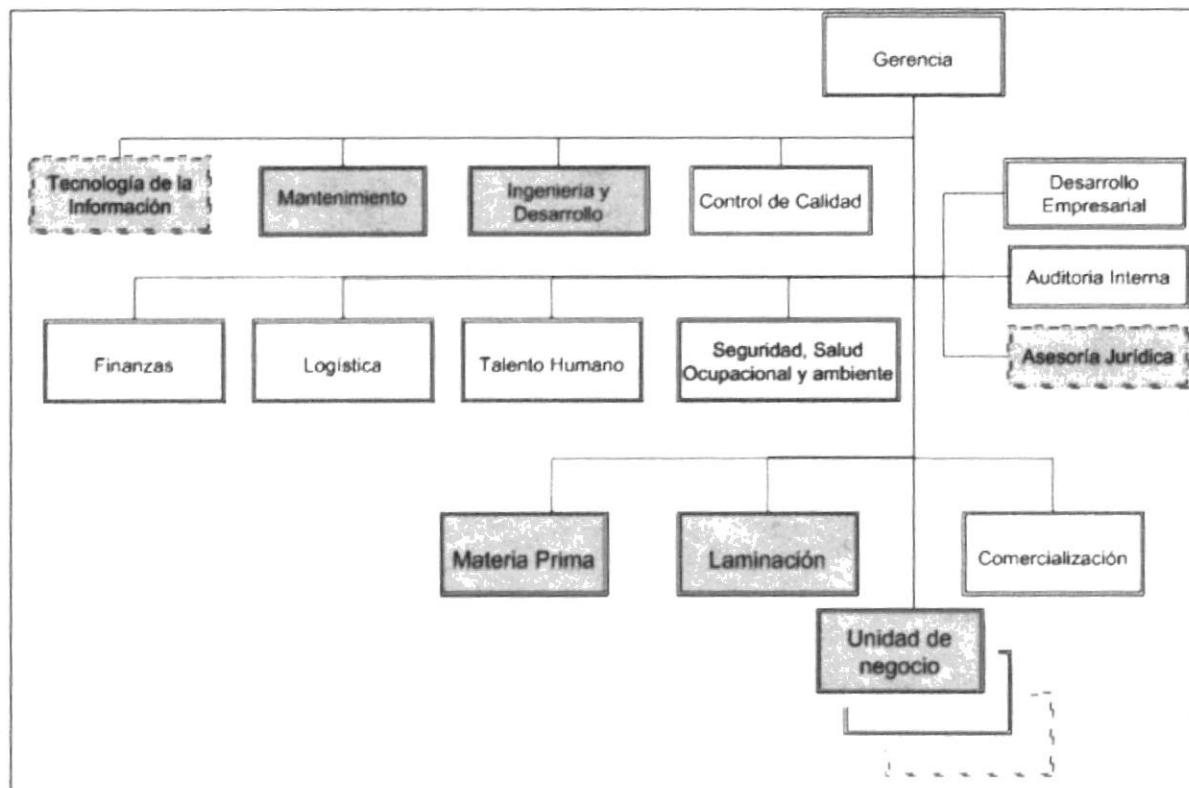 Gerencia
Tecnología de la
Información
Mantenimiento
Ingeniería y
Desarrollo
Control de Calidad
Desarrollo
Empresarial
Auditoria Interna
Asesoría Jurídica
Finanzas
Logística
Talento Humano
Seguridad, Salud
Ocupacional y ambiente
Materia Prima
Laminación
Comercialización
Unidad de
negocio